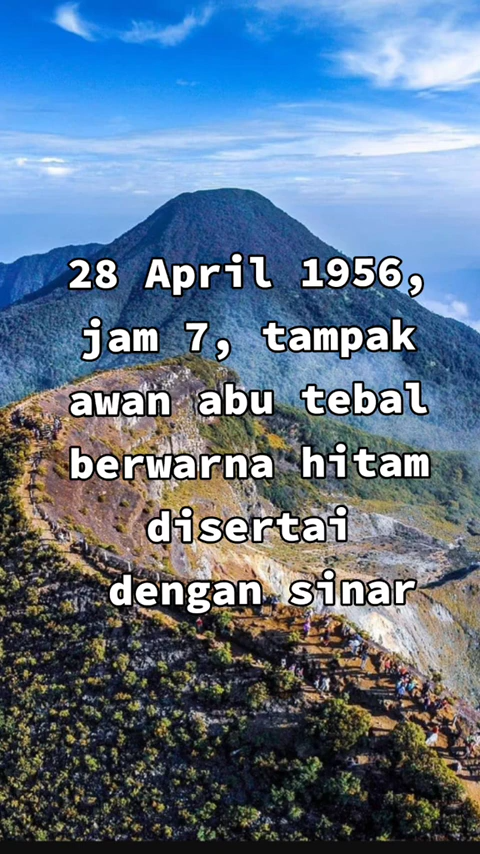 28 April 1956,
jam 7, tampak
awan abu tebal
berwarna hitam
disertai
dengan sinar